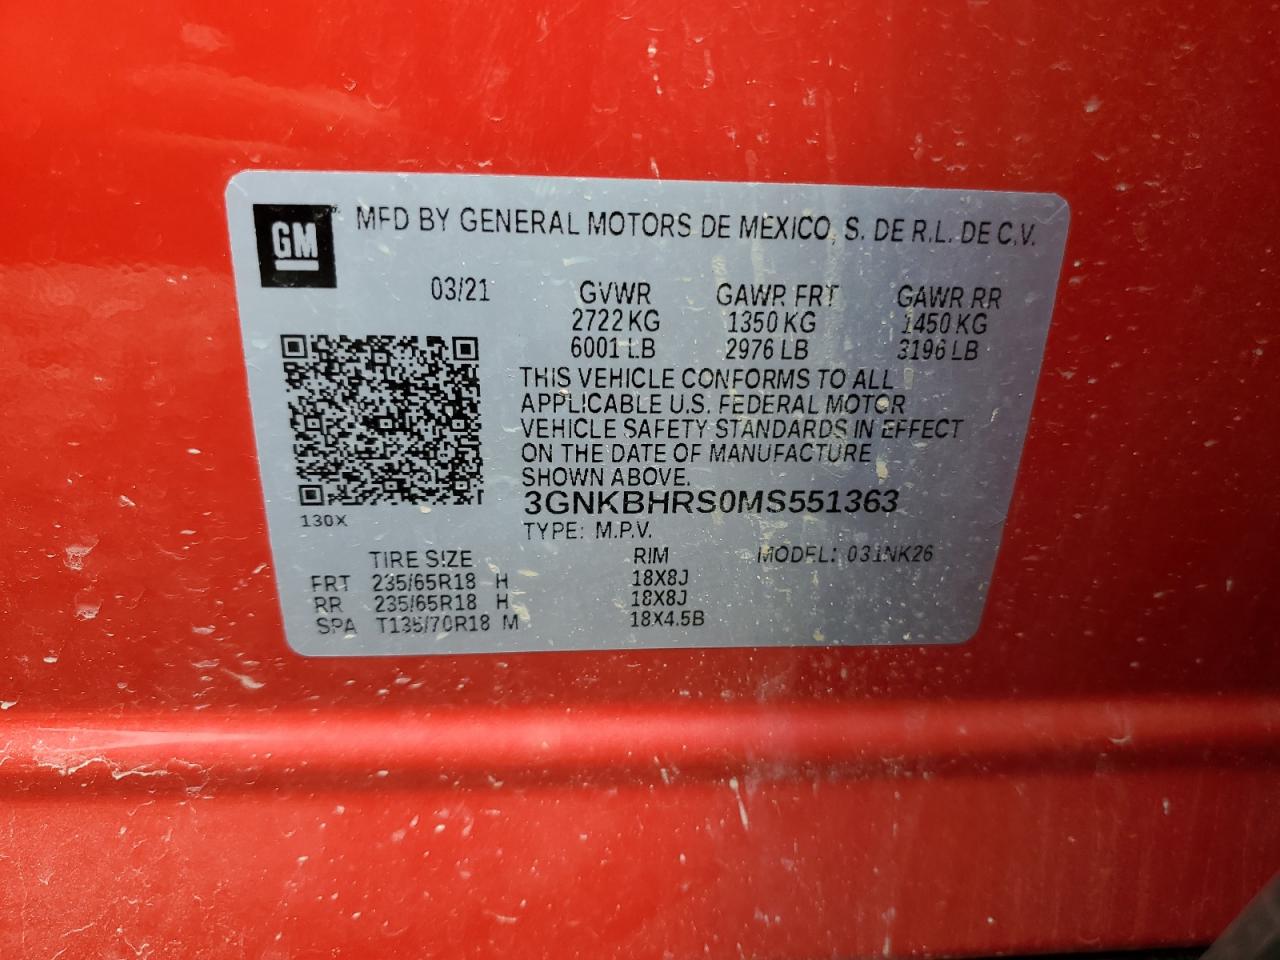 GM MFD BY GENERAL MOTORS DE MEXICO, S. DE R.L. DE C.V.
03/21 GVWR GAWR FRT GAWR RR
2722 KG 1350 KG 1450 KG
6001 LB 2976 LB 3196 LB
THIS VEHICLE CONFORMS TO ALL
APPLICABLE U.S. FEDERAL MOTOR
VEHICLE SAFETY STANDARDS IN EFFECT
ON THE DATE OF MANUFACTURE
SHOWN ABOVE.
3GNKBHRS0MS551363
130X
TYPE: M.P.V.
TIRE SIZE RIM MODEL: 031NK26
FRT 235/65R18 H 18X8J
RR 235/65R18 H 18X8J
SPA T135/70R18 M 18X4.5B